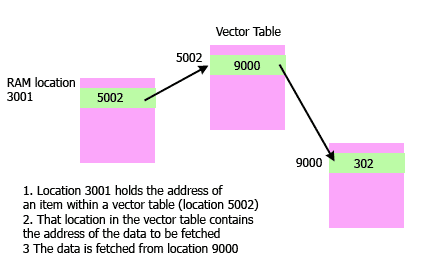 Vector Table
5002
9000
RAM location
3001
5002
9000
302
1. Location 3001 holds the address of
an item within a vector table (location 5002)
2. That location in the vector table contains
the address of the data to be fetched
3 The data is fetched from location 9000